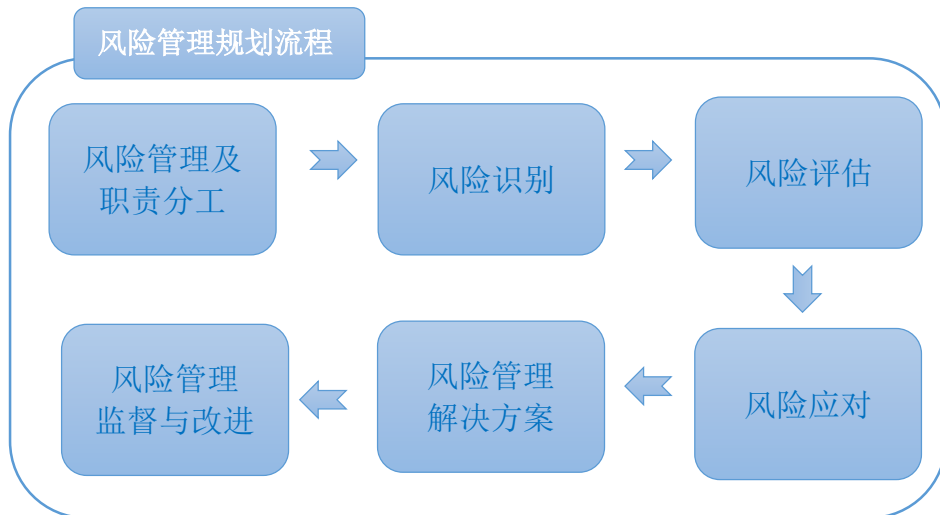 风险管理规划流程
风险管理及
职责分工
风险识别
风险评估
风险应对
风险管理
解决方案
风险管理
监督与改进